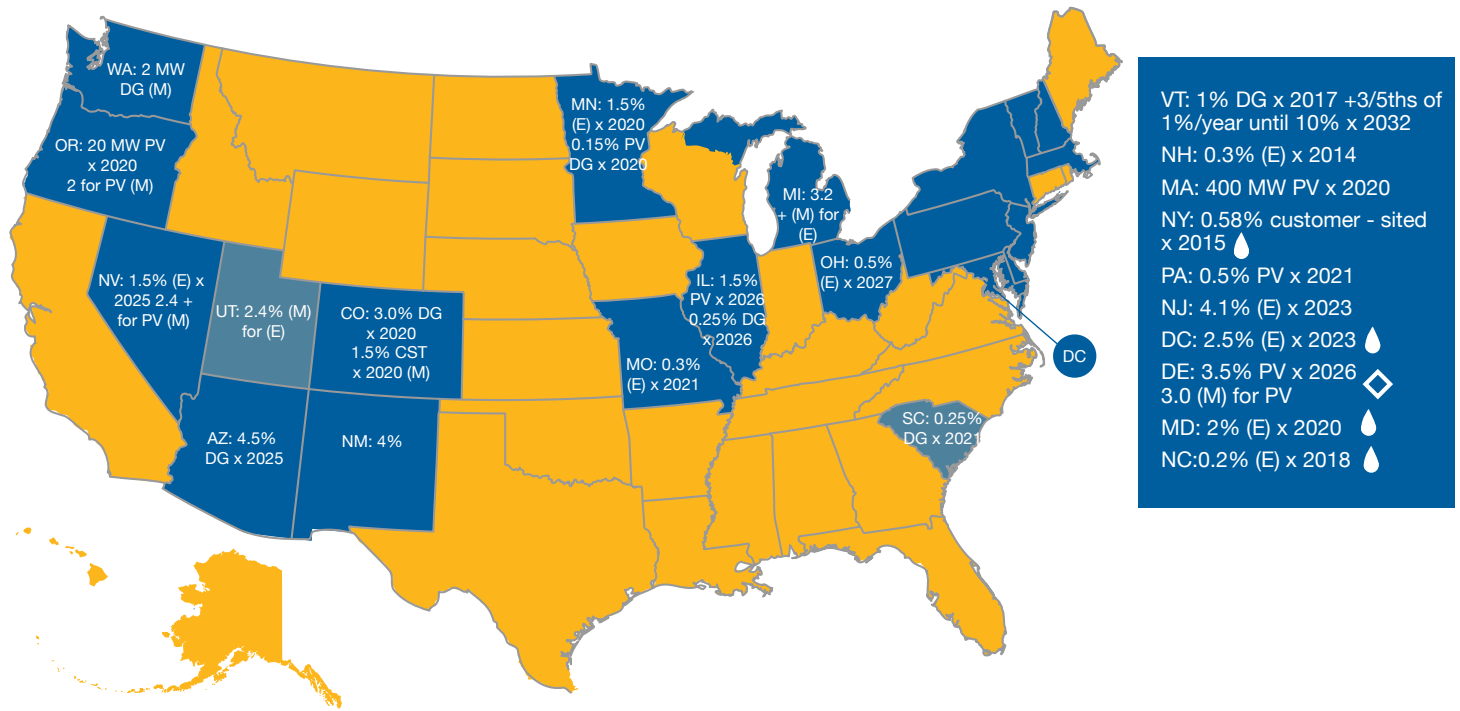 WA: 2 MW
DG (M)
OR: 20 MW PV
x 2020
2 for PV (M)
NV: 1.5% (E) x
2025 2.4 +
for PV (M)
UT: 2.4% (M)
for (E)
CO: 3.0% DG
x 2020
1.5% CST
x 2020 (M)
AZ: 4.5%
DG x 2025
NM: 4%
MN: 1.5%
(E) x 2020
0.15% PV
DG x 2020
MO: 0.3%
(E) x 2021
IL: 1.5%
PV x 2026
0.25% DG
x 2026
MI: 3.2
+ (M) for
(E)
OH: 0.5%
(E) x 2027
SC: 0.25%
DG x 2021
DC
VT: 1% DG x 2017 +3/5ths of
1%/year until 10% x 2032
NH: 0.3% (E) x 2014
MA: 400 MW PV x 2020
NY: 0.58% customer - sited
x 2015
PA: 0.5% PV x 2021
NJ: 4.1% (E) x 2023
DC: 2.5% (E) x 2023
DE: 3.5% PV x 2026
3.0 (M) for PV
MD: 2% (E) x 2020
NC:0.2% (E) x 2018